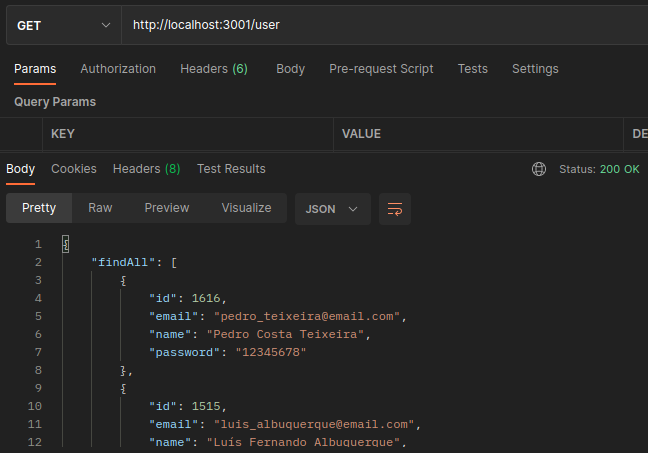 GET http://localhost:3001/user
Params Authorization Headers (6) Body Pre-request Script Tests Settings
Query Params
KEY VALUE DE
Body Cookies Headers (8) Test Results Status: 200 OK
Pretty Raw Preview Visualize JSON
1 {
2 "findAll": [
3 {
4 "id": 1616,
5 "email": "pedro_teixeira@email.com",
6 "name": "Pedro Costa Teixeira",
7 "password": "12345678"
8 },
9 {
10 "id": 1515,
11 "email": "luis_albuquerque@email.com",
12 "name": "Luís Fernando Albuquerque",